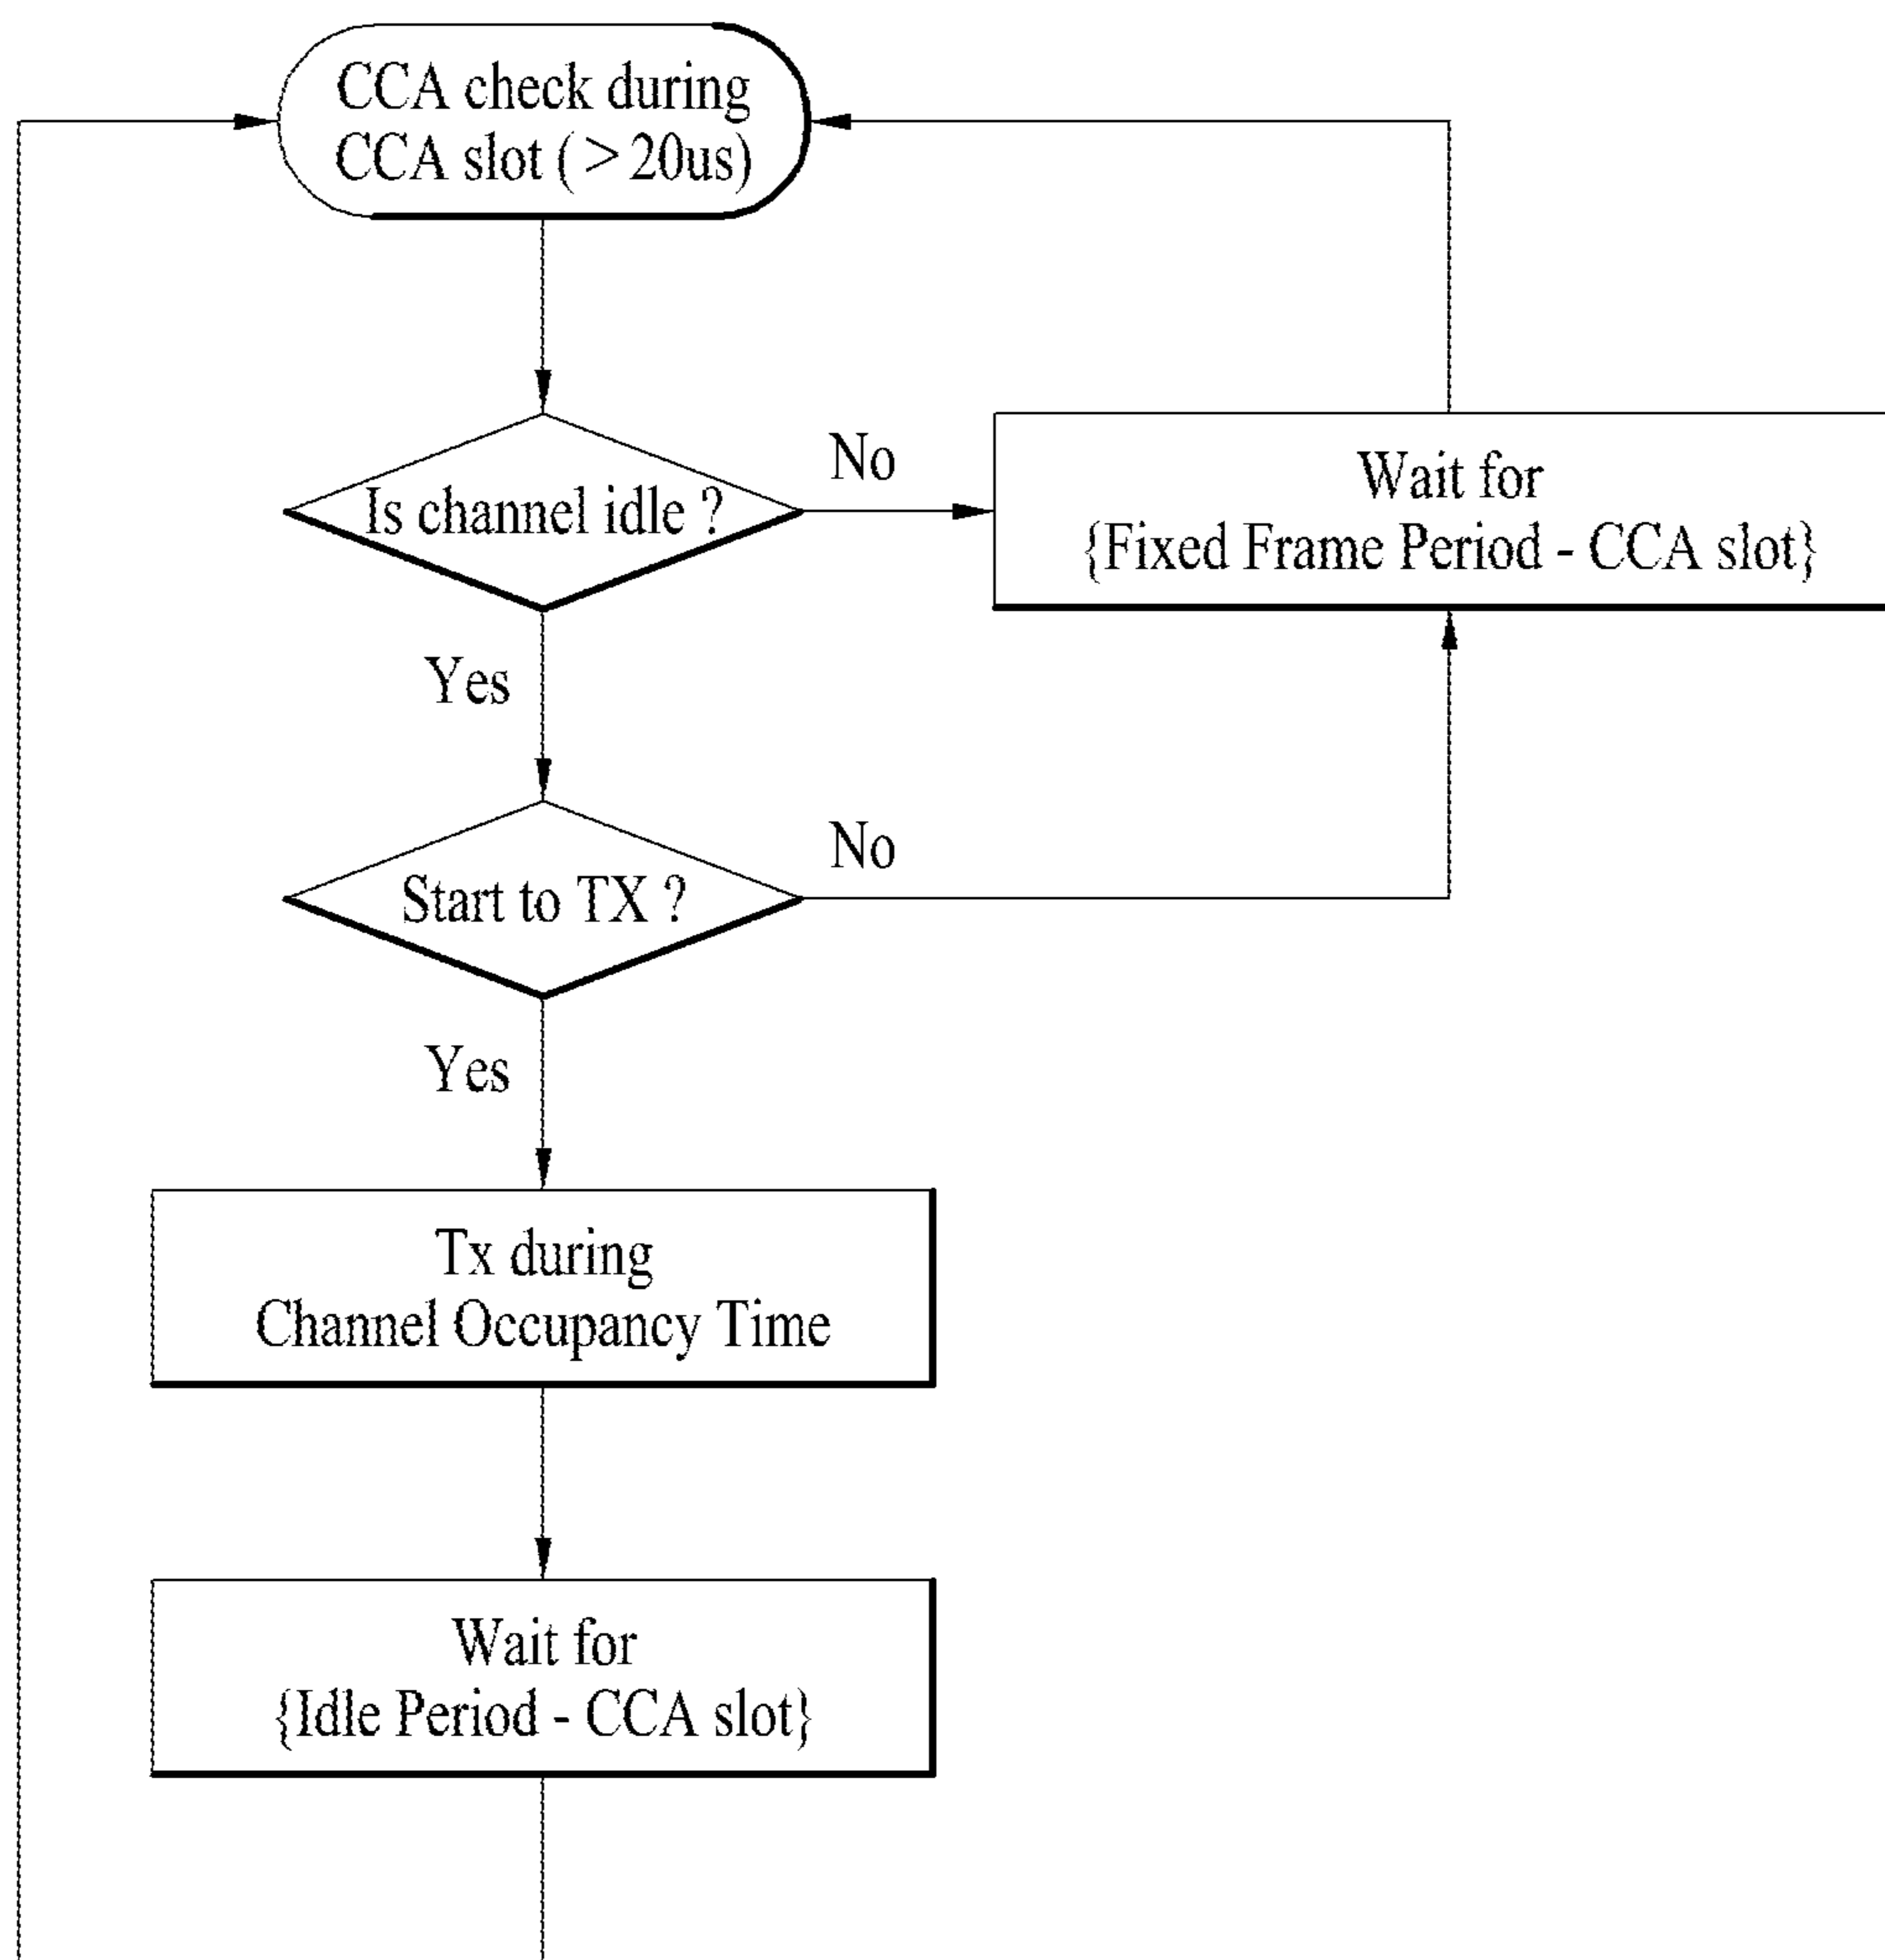 CCA check during
CCA slot ( > 20us)
Is channel idle ?
No
Wait for
{Fixed Frame Period - CCA slot}
Yes
Start to TX ?
No
Yes
Tx during
Channel Occupancy Time
Wait for
{Idle Period - CCA slot}